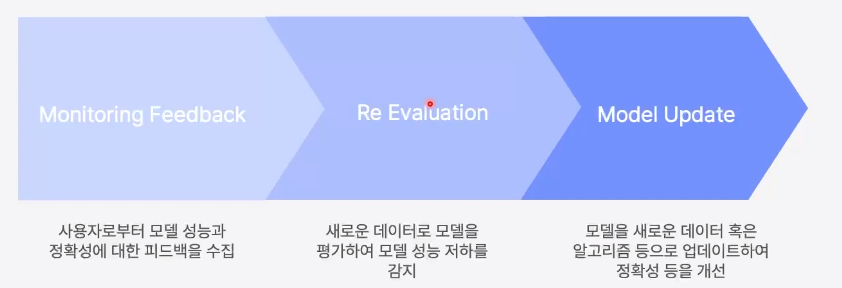 Monitoring Feedback
Re Evaluation
Model Update
사용자로부터 모델 성능과
정확성에 대한 피드백을 수집
새로운 데이터로 모델을
평가하여 모델 성능 저하를
감지
모델을 새로운 데이터 혹은
알고리즘 등으로 업데이트하여
정확성 등을 개선